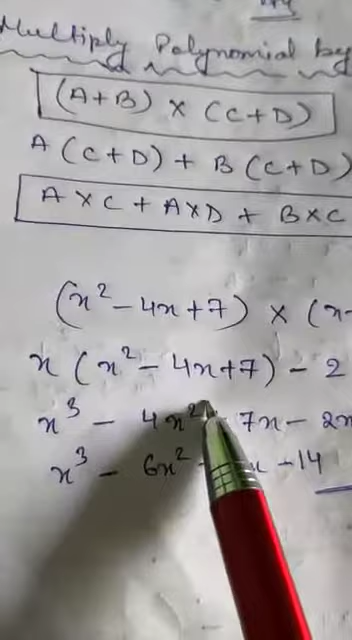 Multiply Polynomial by
(A+B) × (C+D)
A (C+D) + B (C+D)
A×C + A×D + B×C
(x² - 4x + 7) × (x-
x (x² - 4x + 7) - 2
x³ - 4x² 7x - 2x
x³ - 6x² x - 14